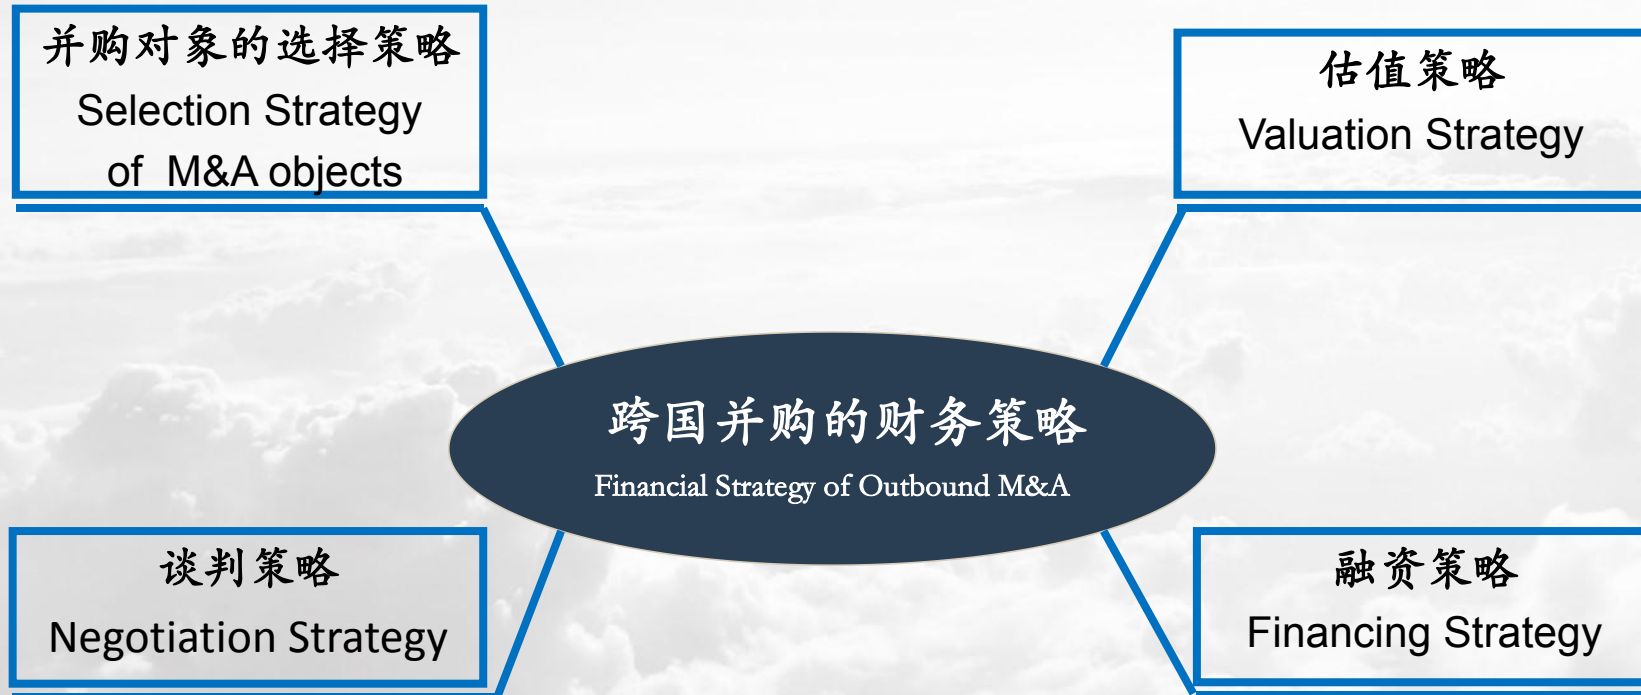 并购对象的选择策略
Selection Strategy
of M&A objects
估值策略
Valuation Strategy
跨国并购的财务策略
Financial Strategy of Outbound M&A
谈判策略
Negotiation Strategy
融资策略
Financing Strategy